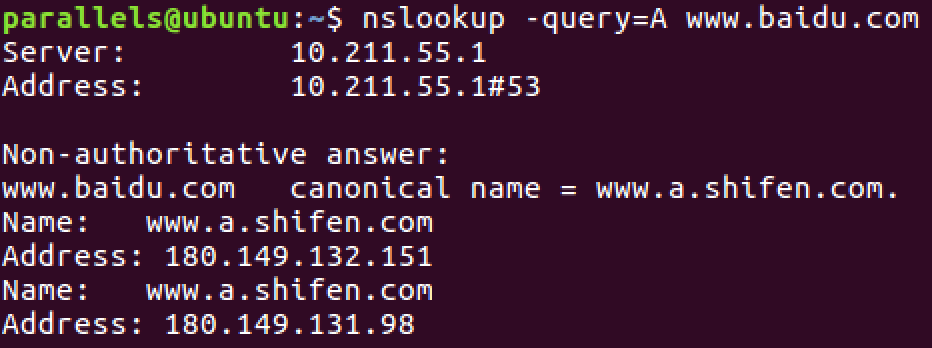 parallels@ubuntu:~$ nslookup -query=A www.baidu.com
Server:         10.211.55.1
Address:        10.211.55.1#53

Non-authoritative answer:
www.baidu.com   canonical name = www.a.shifen.com.
Name:   www.a.shifen.com
Address: 180.149.132.151
Name:   www.a.shifen.com
Address: 180.149.131.98